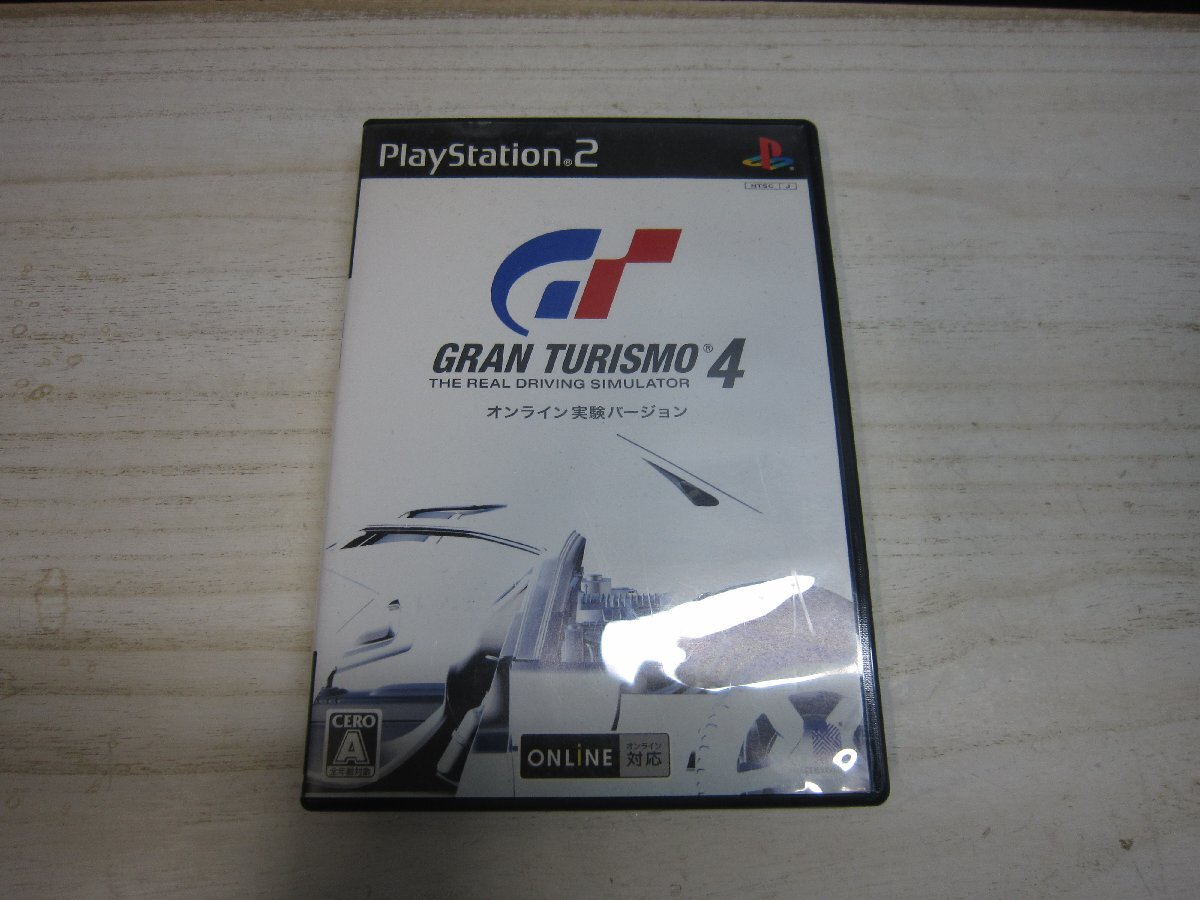 PlayStation®2
NTSC J
GRAN TURISMO®4
THE REAL DRIVING SIMULATOR
オンライン実験バージョン
CERO
A
全年齢対象
ONLiNE
オンライン
対応